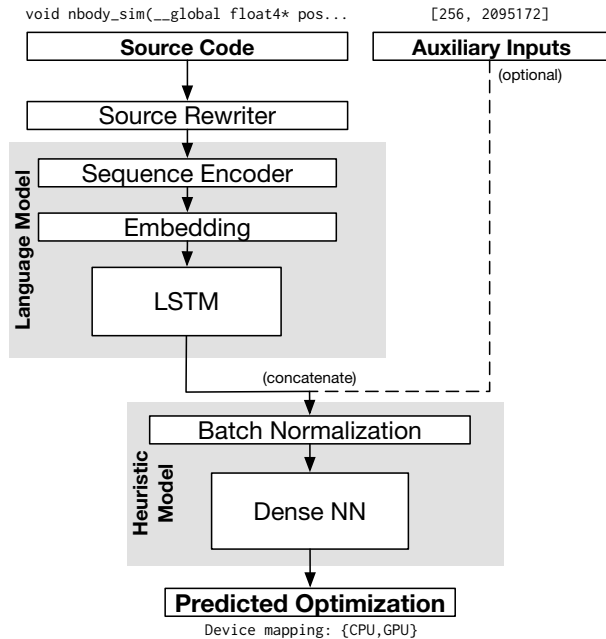 void nbody_sim(__global float4* pos...
[256, 2095172]
Source Code
Auxiliary Inputs
(optional)
Source Rewriter
Language Model
Sequence Encoder
Embedding
LSTM
(concatenate)
Heuristic
Model
Batch Normalization
Dense NN
Predicted Optimization
Device mapping: {CPU,GPU}